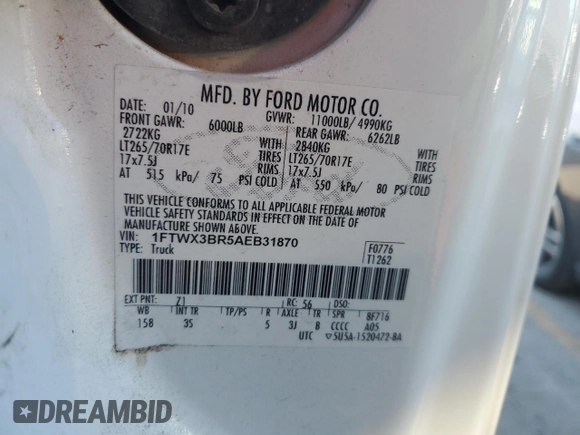 MFD. BY FORD MOTOR CO.
DATE: 01/10 GVWR: 11000LB/ 4990KG
FRONT GAWR: 6000LB REAR GAWR: 6262LB
2722KG WITH 2840KG WITH
LT265/70R17E TIRES LT265/70R17E TIRES
17x7.5J RIMS 17x7.5J RIMS
AT 515 kPa/ 75 PSI COLD AT 550 kPa/ 80 PSI COLD
THIS VEHICLE CONFORMS TO ALL APPLICABLE FEDERAL MOTOR
VEHICLE SAFETY STANDARDS IN EFFECT ON THE DATE OF
MANUFACTURE SHOWN ABOVE.
VIN: 1FTWX3BR5AEB31870 F0776
TYPE: Truck T1262
EXT PNT: Z1 RC: 56 DSO:
WB INT TR TP/PS R AXLE TR SPR BF716
158 3S 5 3J B CCCC A05
UTC ▽5U5A-1520472-BA
DREAMBID